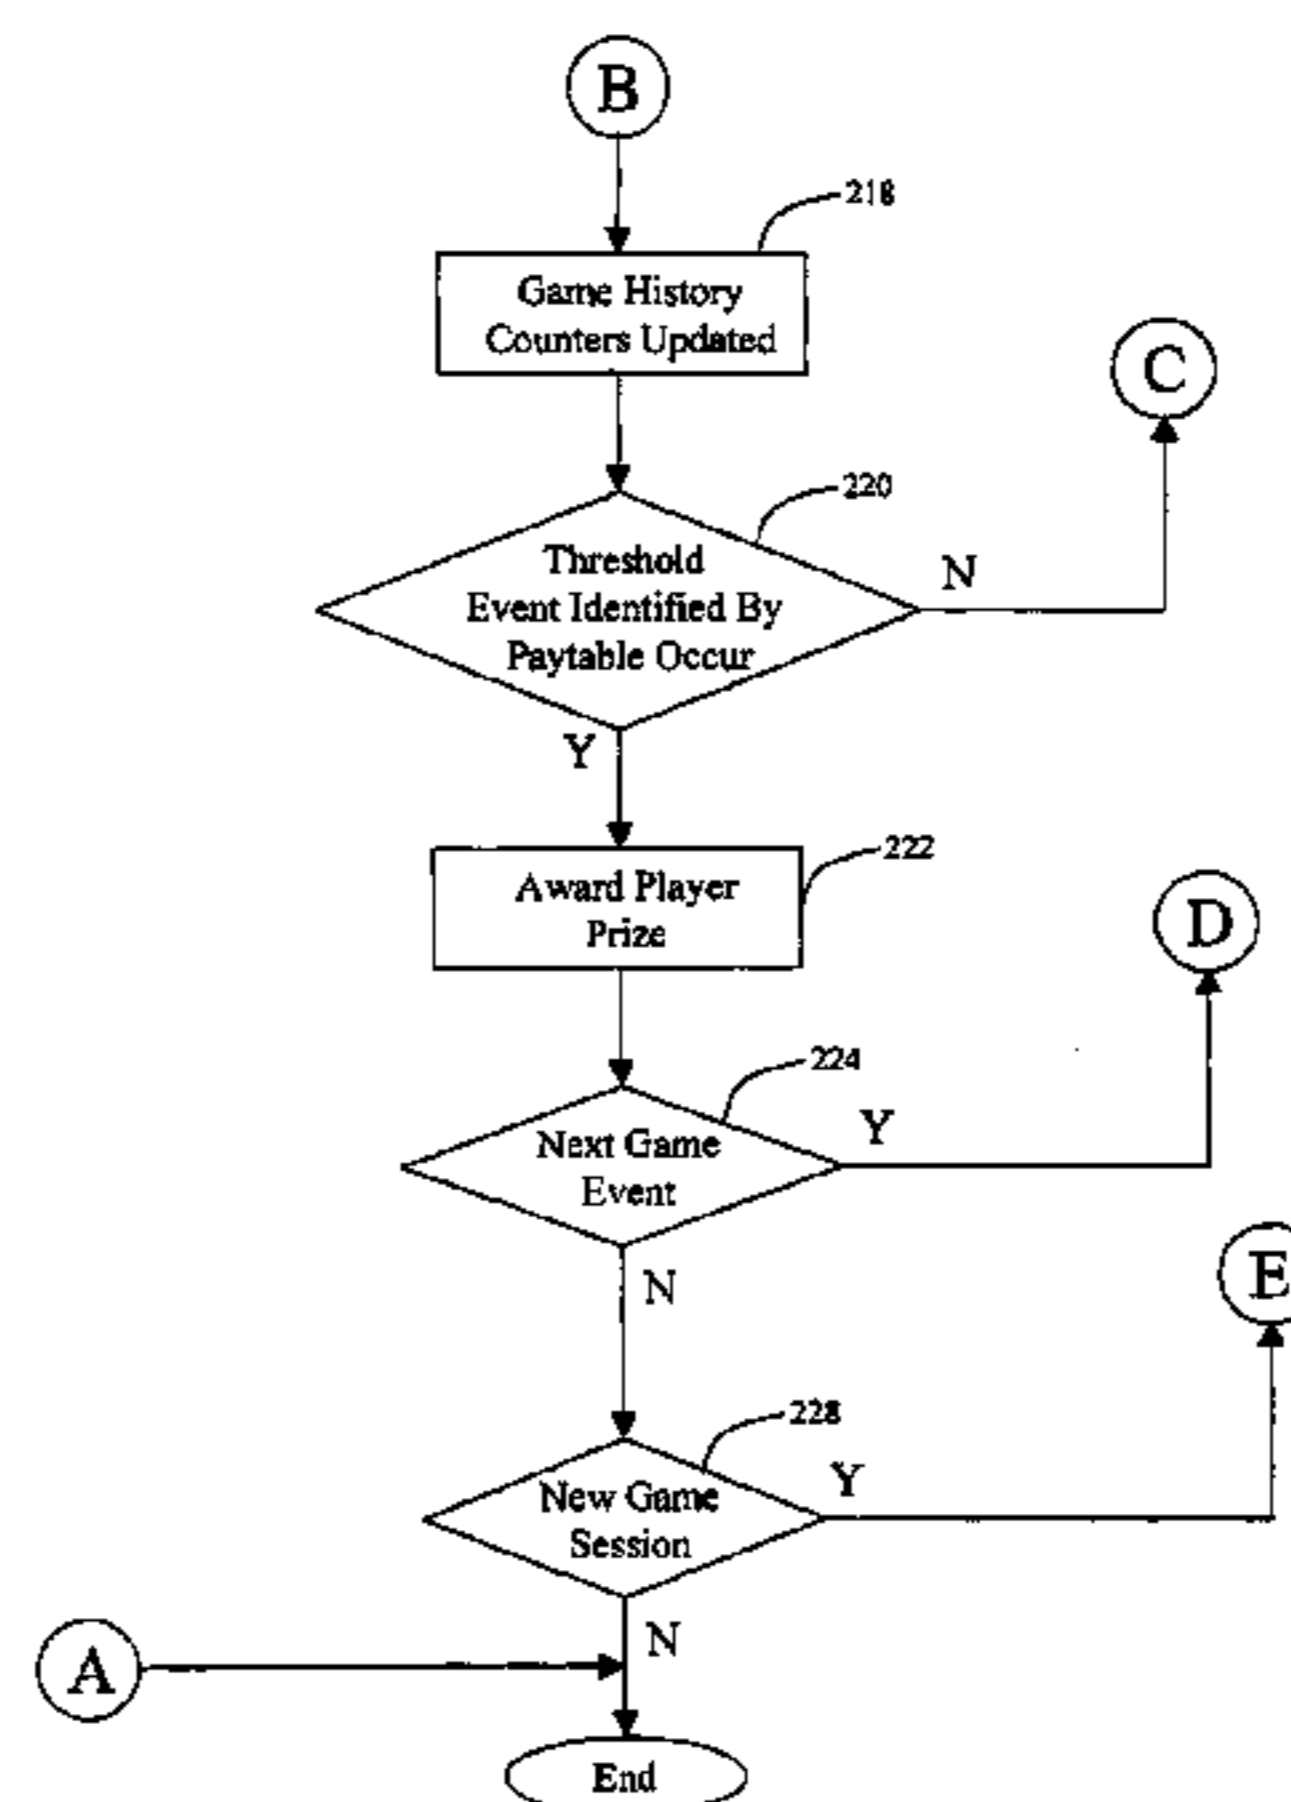 B
218
Game History
Counters Updated
C
220
Threshold
Event Identified By
Paytable Occur
N
Y
222
Award Player
Prize
D
224
Next Game
Event
Y
N
E
228
New Game
Session
Y
N
A
End